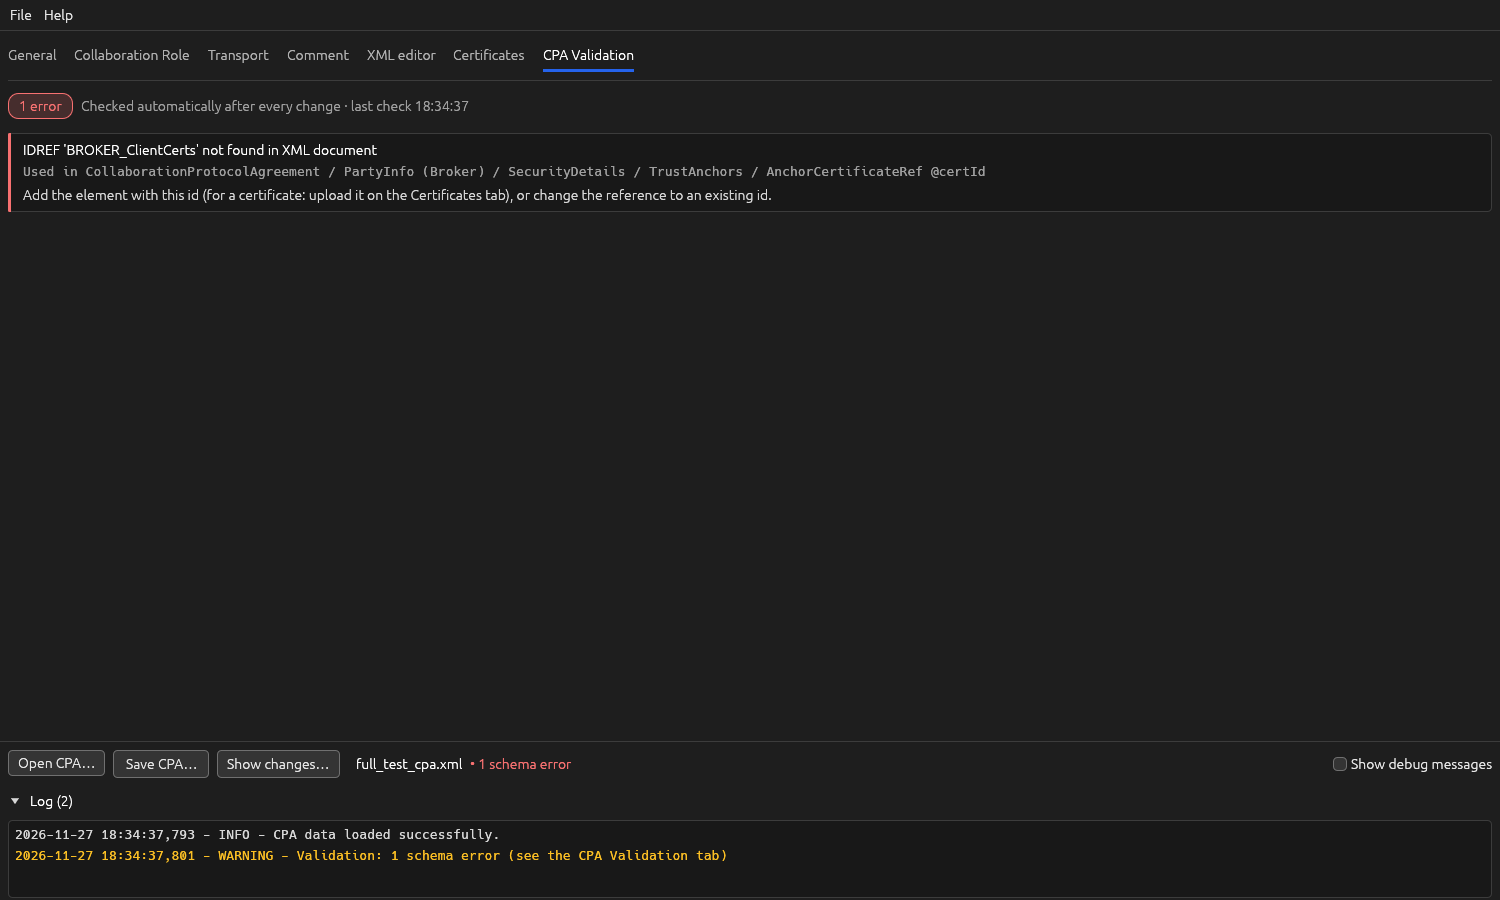 File Help
General Collaboration Role Transport Comment XML editor Certificates CPA Validation
1 error Checked automatically after every change · last check 18:34:37
IDREF 'BROKER_ClientCerts' not found in XML document
Used in CollaborationProtocolAgreement / PartyInfo (Broker) / SecurityDetails / TrustAnchors / AnchorCertificateRef @certId
Add the element with this id (for a certificate: upload it on the Certificates tab), or change the reference to an existing id.
Open CPA... Save CPA... Show changes... full_test_cpa.xml • 1 schema error Show debug messages
Log (2)
2026-11-27 18:34:37,793 - INFO - CPA data loaded successfully.
2026-11-27 18:34:37,801 - WARNING - Validation: 1 schema error (see the CPA Validation tab)